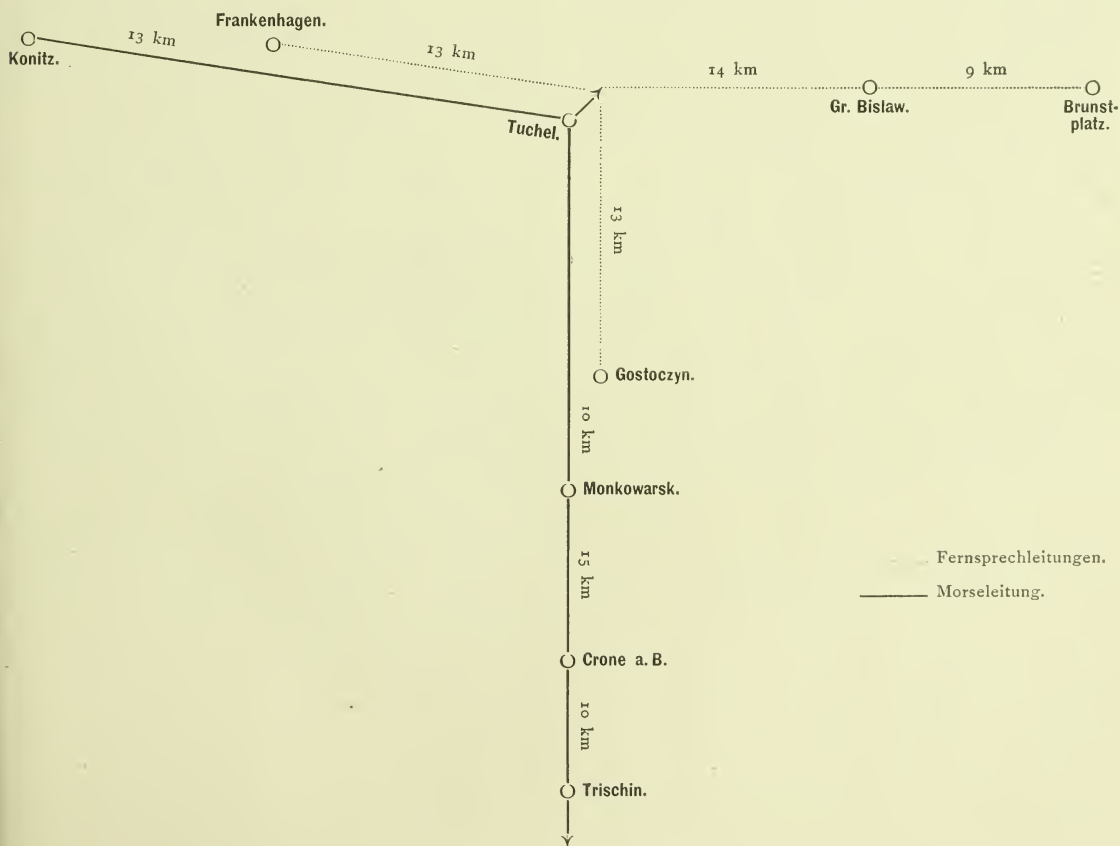 Frankenhagen.
13 km
13 km
Konitz.
14 km
9 km
Gr. Bislaw.
Brunst-
platz.
Tuchel.
13 km
Gostoczyn.
10 km
Monkowarsk.
15 km
Fernsprechleitungen.
Morseleitung.
Crone a. B.
10 km
Trischin.